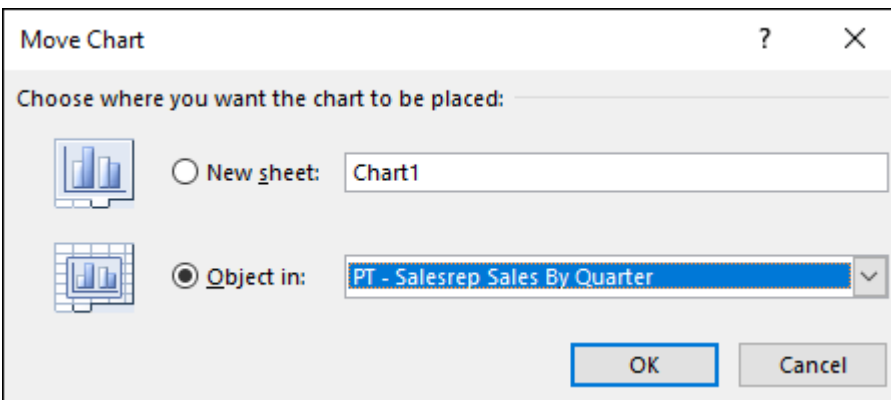 Move Chart
?
Choose where you want the chart to be placed:
New sheet: Chart1
Object in: PT - Salesrep Sales By Quarter
OK Cancel